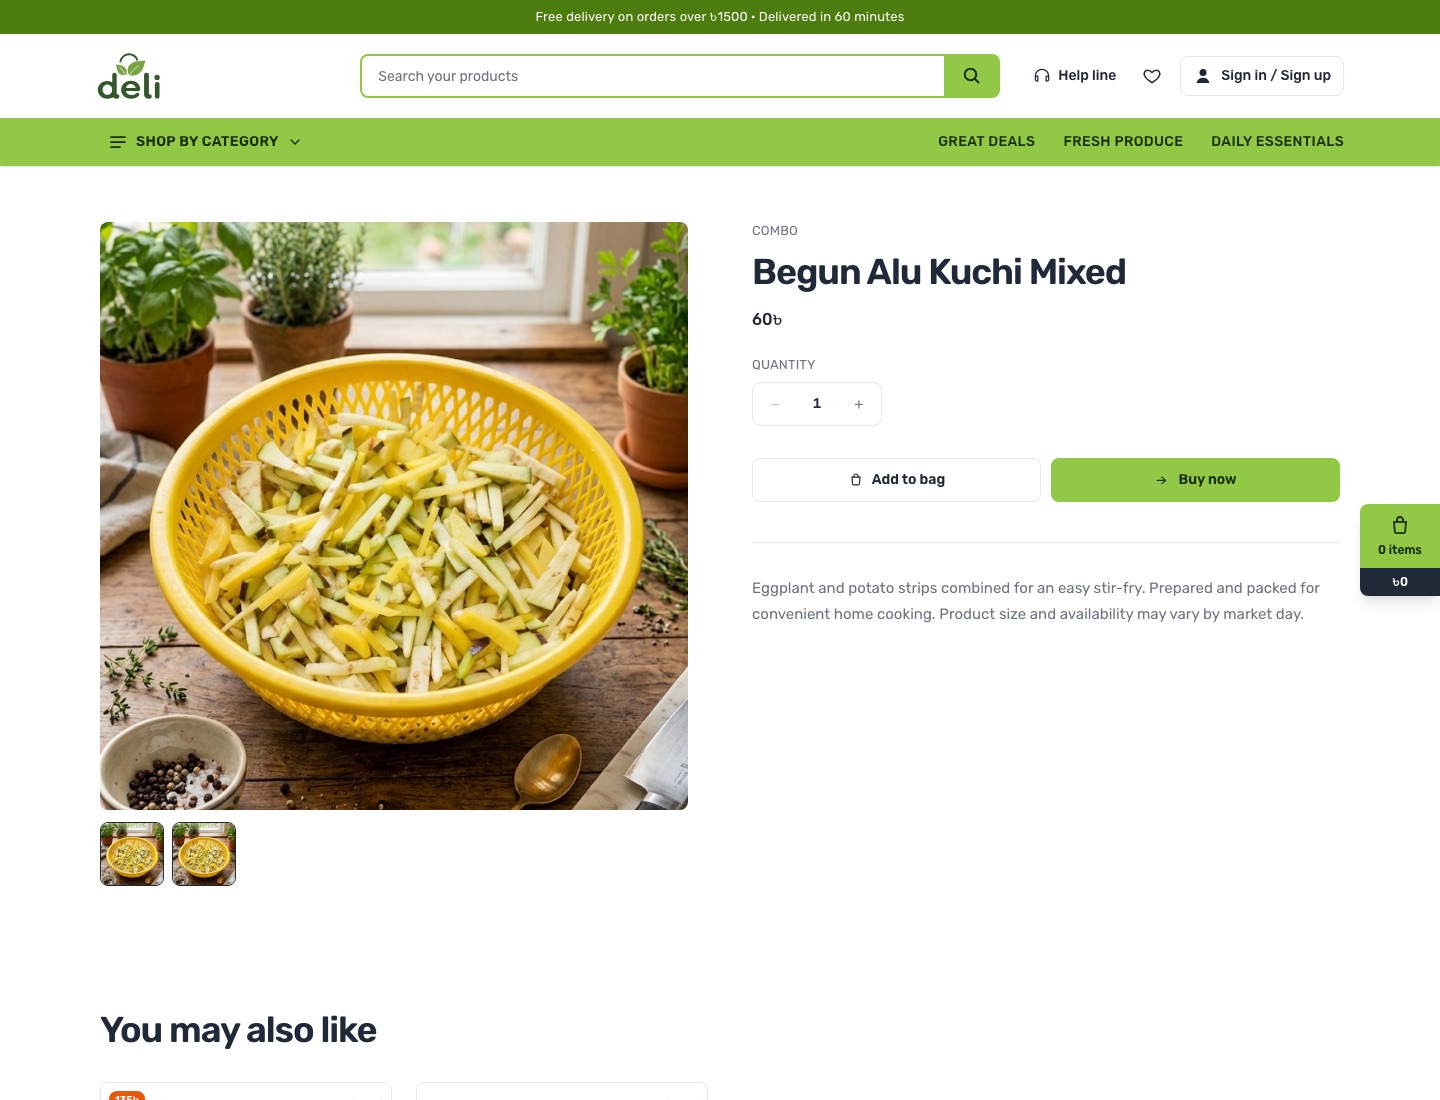 Free delivery on orders over ৳1500 • Delivered in 60 minutes
deli
Search your products
Help line
Sign in / Sign up
SHOP BY CATEGORY
GREAT DEALS
FRESH PRODUCE
DAILY ESSENTIALS
COMBO
Begun Alu Kuchi Mixed
60৳
QUANTITY
− 1 +
Add to bag
Buy now
0 items
৳0
Eggplant and potato strips combined for an easy stir-fry. Prepared and packed for
convenient home cooking. Product size and availability may vary by market day.
You may also like